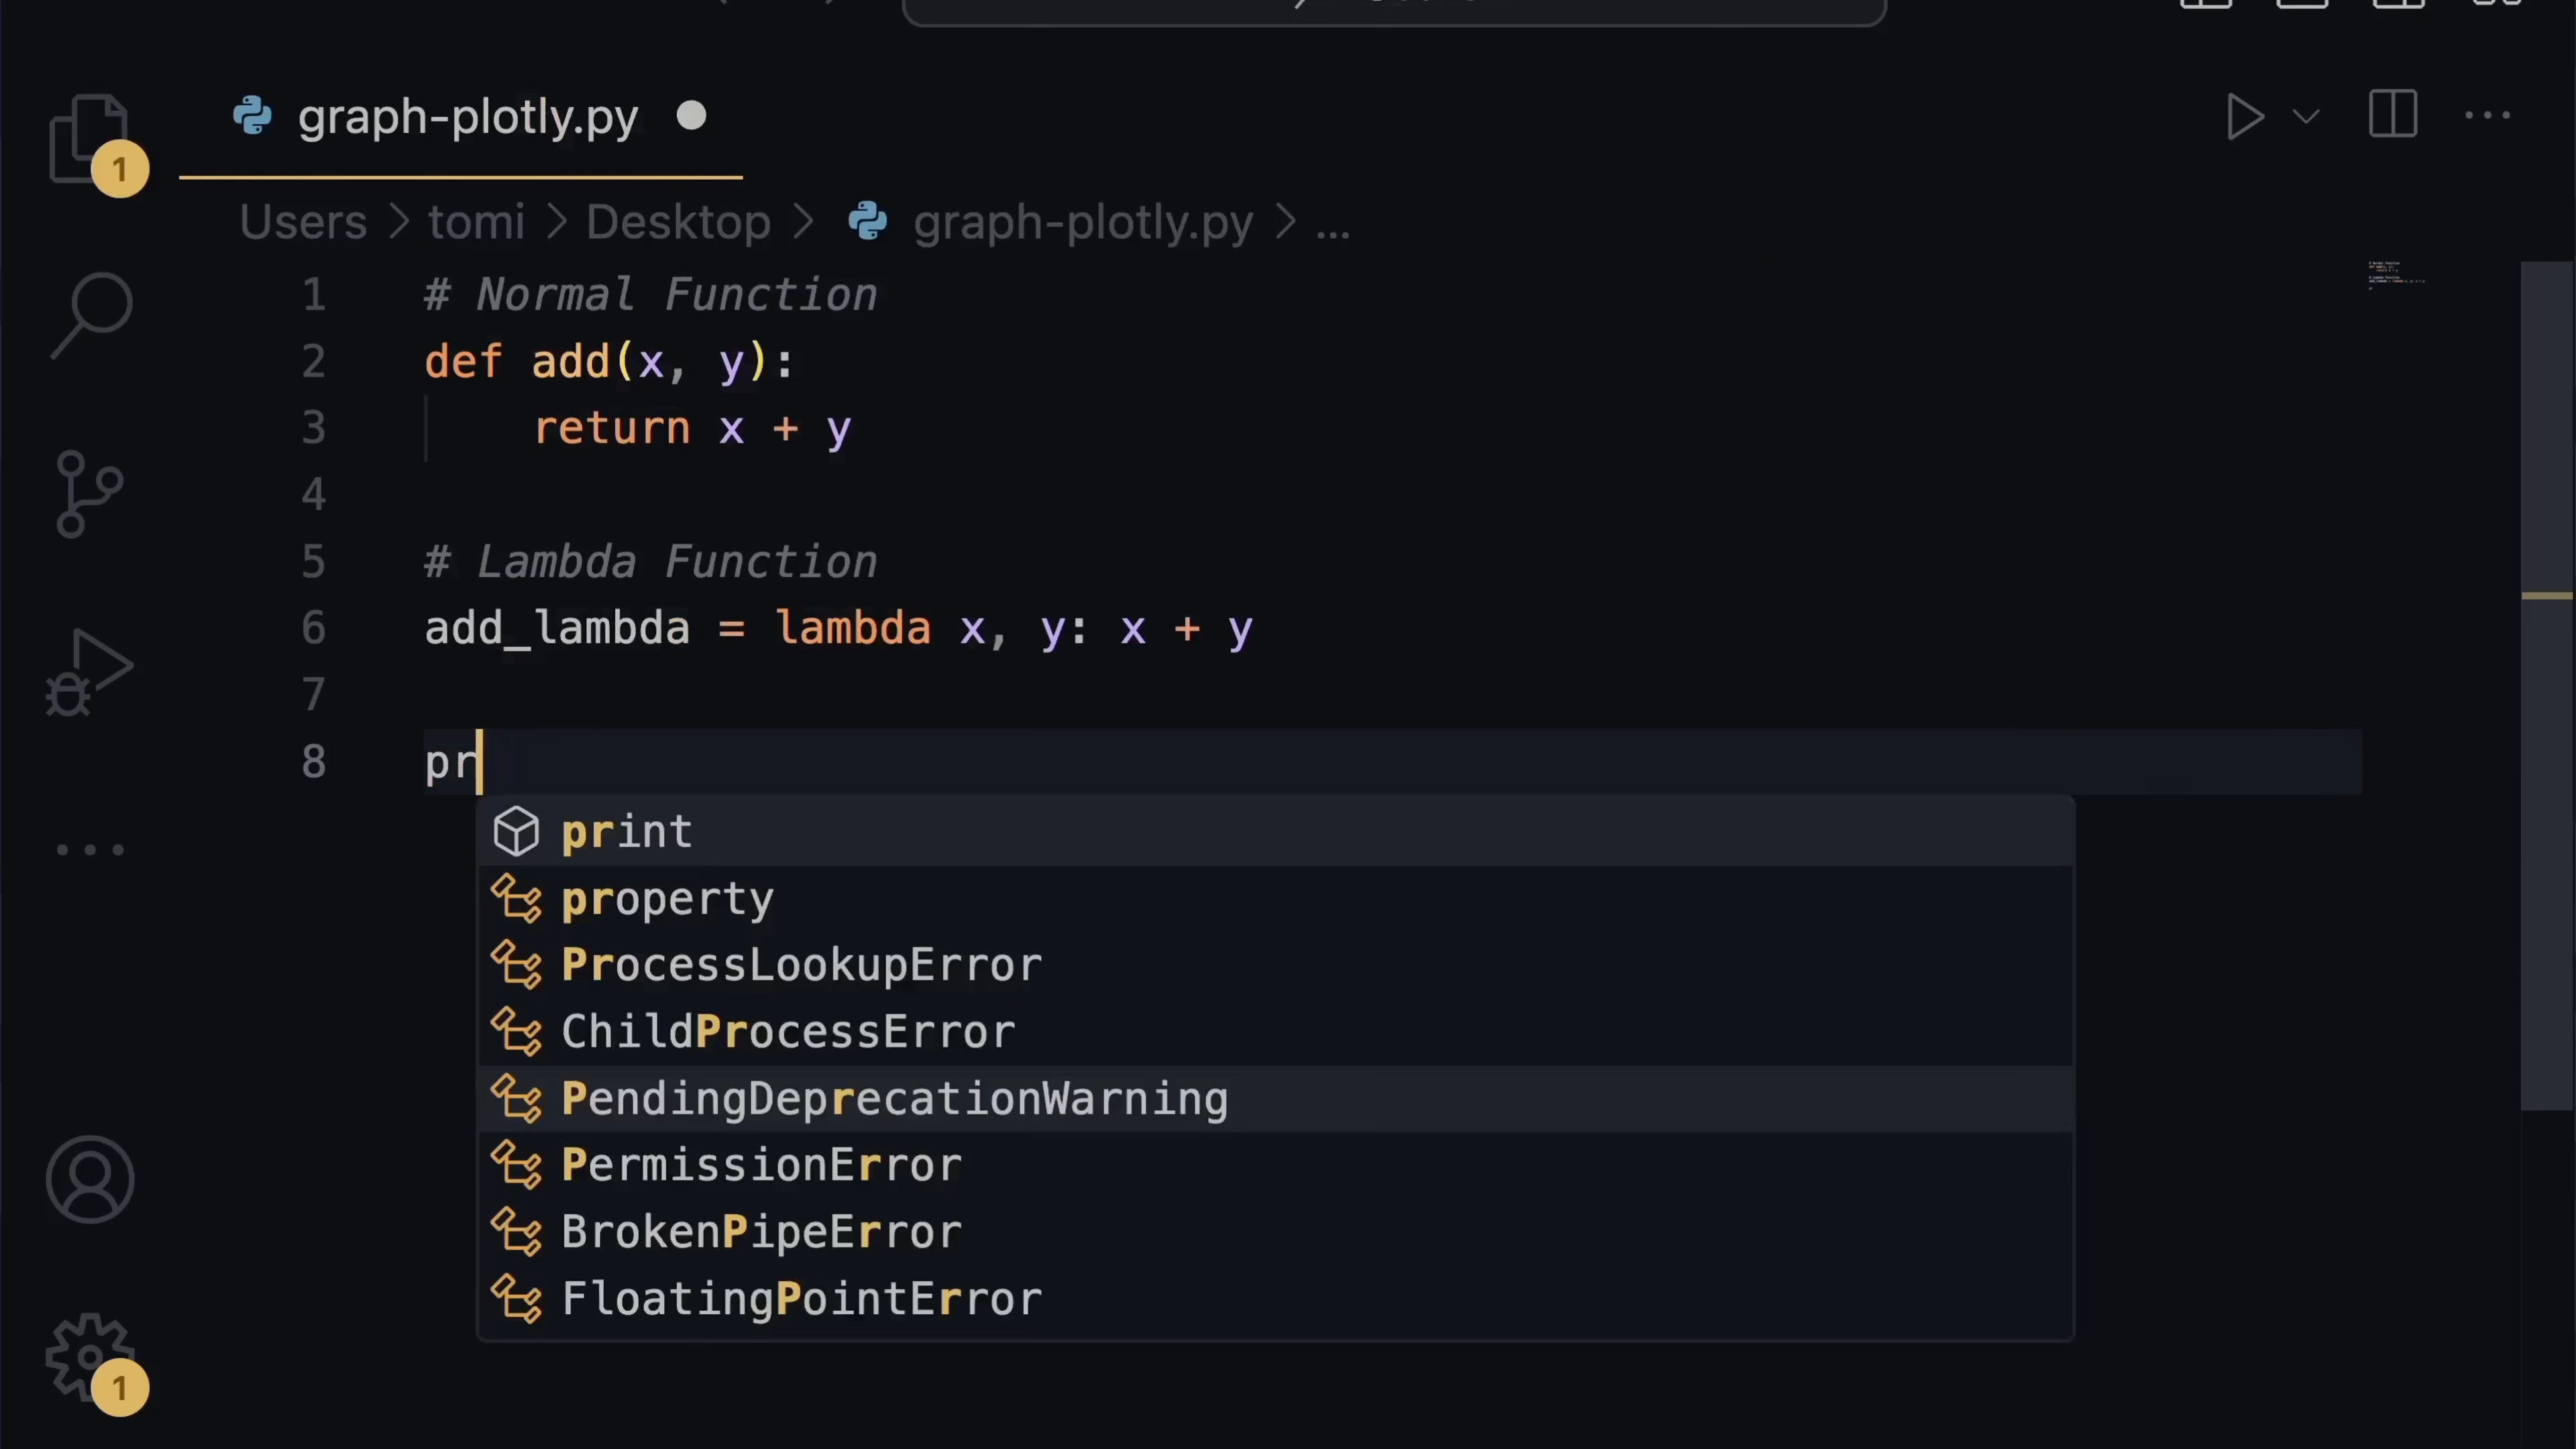 graph-plotly.py
1
Users > tomi > Desktop > graph-plotly.py > ...
1 # Normal Function
2 def add(x, y):
3     return x + y
4
5 # Lambda Function
6 add_lambda = lambda x, y: x + y
7
8 pr
print
property
ProcessLookupError
ChildProcessError
PendingDeprecationWarning
PermissionError
BrokenPipeError
FloatingPointError
1